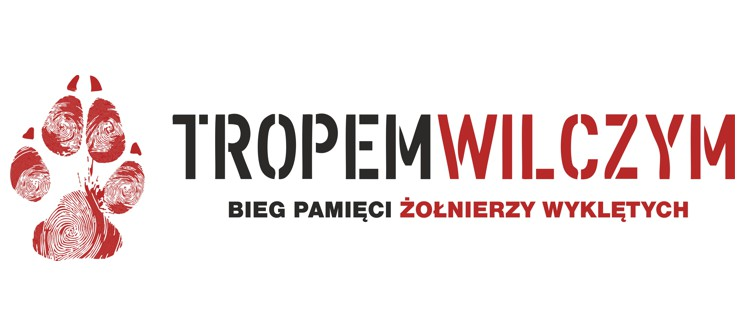 TROPEMWILCZYM
BIEG PAMIĘCI ŻOŁNIERZY WYKLĘTYCH